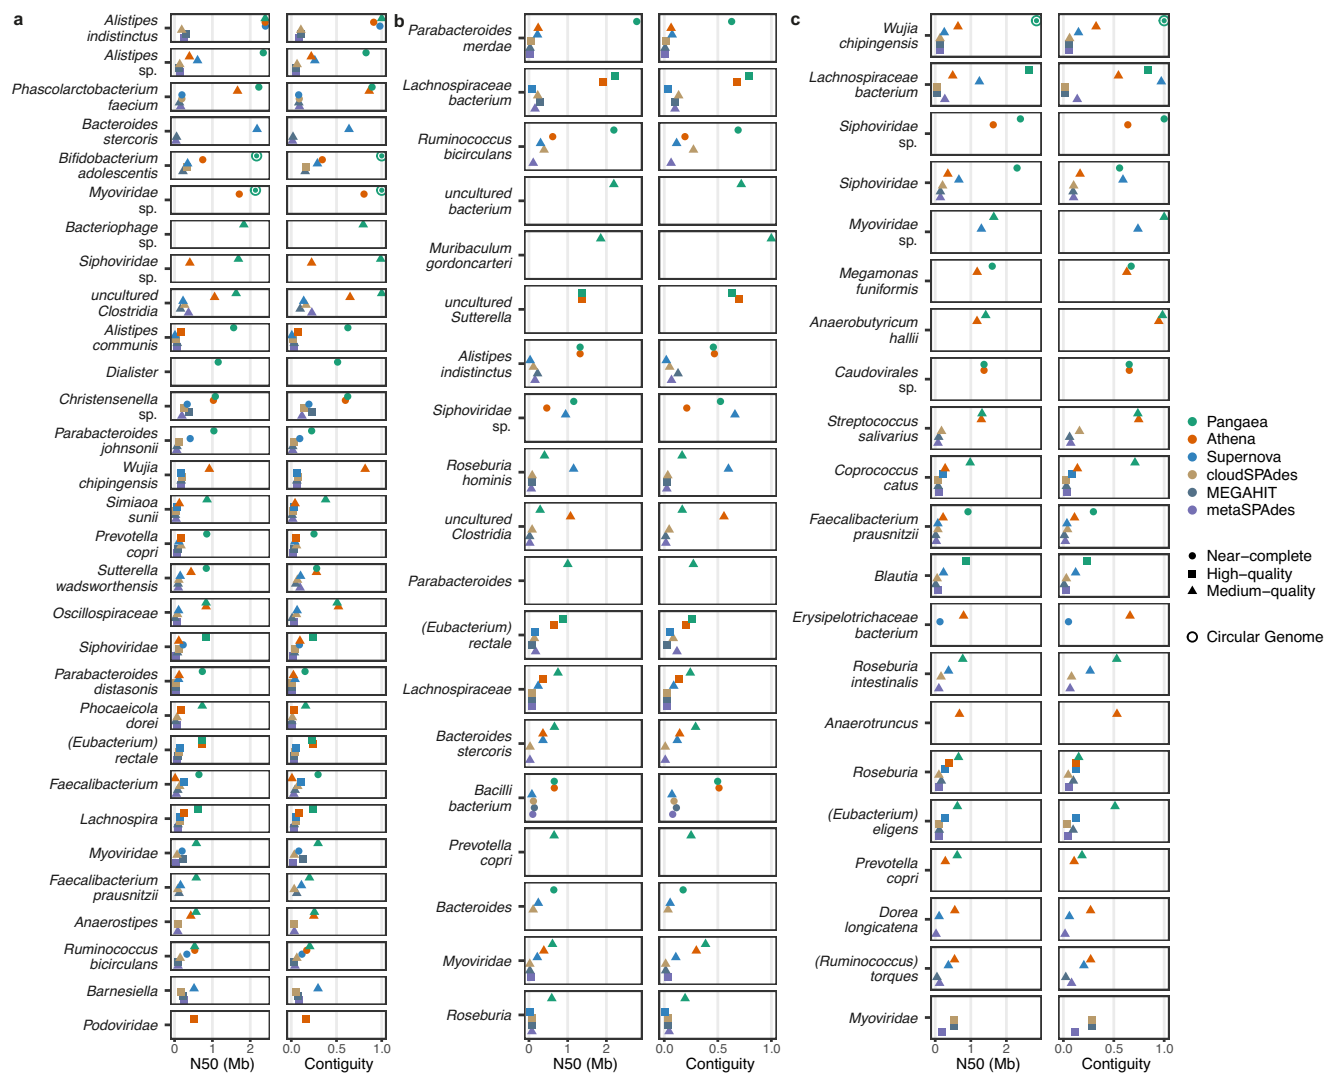 a
Alistipes
indistinctus
Alistipes
sp.
Phascolarctobacterium
faecium
Bacteroides
stercoris
Bifidobacterium
adolescentis
Myoviridae
sp.
Bacteriophage
sp.
Siphoviridae
sp.
uncultured
Clostridia
Alistipes
communis
Dialister
Christensenella
sp.
Parabacteroides
johnsonii
Wujia
chipingensis
Simiaoa
sunii
Prevotella
copri
Sutterella
wadsworthensis
Oscillospiraceae
Siphoviridae
Parabacteroides
distasonis
Phocaeicola
dorei
(Eubacterium)
rectale
Faecalibacterium
Lachnospira
Myoviridae
Faecalibacterium
prausnitzii
Anaerostipes
Ruminococcus
bicirculans
Barnesiella
Podoviridae
0 1 2
N50 (Mb)
0.0 0.5 1.0
Contiguity
b
Parabacteroides
merdae
Lachnospiraceae
bacterium
Ruminococcus
bicirculans
uncultured
bacterium
Muribaculum
gordoncarteri
uncultured
Sutterella
Alistipes
indistinctus
Siphoviridae
sp.
Roseburia
hominis
uncultured
Clostridia
Parabacteroides
(Eubacterium)
rectale
Lachnospiraceae
Bacteroides
stercoris
Bacilli
bacterium
Prevotella
copri
Bacteroides
Myoviridae
Roseburia
0 1 2
N50 (Mb)
0.0 0.5 1.0
Contiguity
c
Wujia
chipingensis
Lachnospiraceae
bacterium
Siphoviridae
sp.
Siphoviridae
Myoviridae
sp.
Megamonas
funiformis
Anaerobutyricum
hallii
Caudovirales
sp.
Streptococcus
salivarius
Coprococcus
catus
Faecalibacterium
prausnitzii
Blautia
Erysipelotrichaceae
bacterium
Roseburia
intestinalis
Anaerotruncus
Roseburia
(Eubacterium)
eligens
Prevotella
copri
Dorea
longicatena
(Ruminococcus)
torques
Myoviridae
0 1 2
N50 (Mb)
0.0 0.5 1.0
Contiguity
Pangaea
Athena
Supernova
cloudSPAdes
MEGAHIT
metaSPAdes
Near−complete
High−quality
Medium−quality
Circular Genome